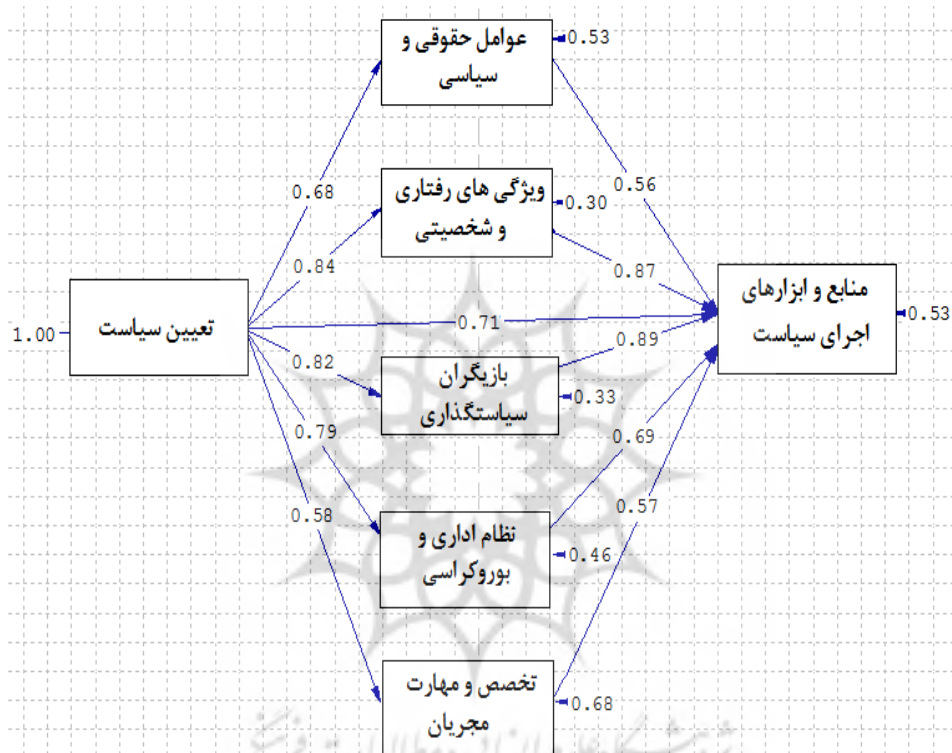 عوامل حقوقی و
سیاسی
0.53
0.68
0.56
ویژگی های رفتاری
و شخصیتی
0.30
0.84
0.87
1.00
تعیین سیاست
0.71
منابع و ابزارهای
اجرای سیاست
0.53
0.89
0.82
بازیگران
سیاستگذاری
0.33
0.79
0.69
نظام اداری و
بوروکراسی
0.46
0.58
0.57
تخصص و مهارت
مجریان
0.68